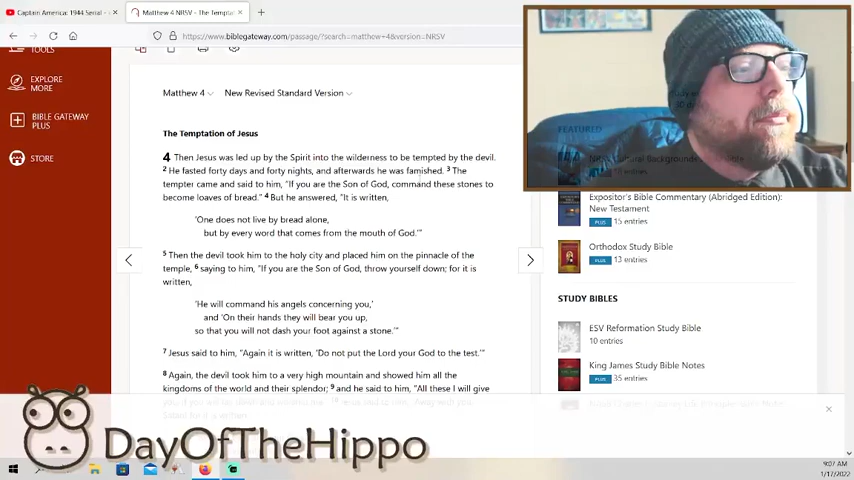 Captain America: 1944 Serial -
Matthew 4 NRSV - The Temptat
https://www.biblegateway.com/passage/?search=matthew+4&version=NRSV
TOOLS
EXPLORE
MORE
BIBLE GATEWAY
PLUS
STORE
Matthew 4
New Revised Standard Version
The Temptation of Jesus
4 Then Jesus was led up by the Spirit into the wilderness to be tempted by the devil.
2 He fasted forty days and forty nights, and afterwards he was famished. 3 The
tempter came and said to him, “If you are the Son of God, command these stones to
become loaves of bread.” 4 But he answered, “It is written,
‘One does not live by bread alone,
but by every word that comes from the mouth of God.’”
5 Then the devil took him to the holy city and placed him on the pinnacle of the
temple, 6 saying to him, “If you are the Son of God, throw yourself down; for it is
written,
‘He will command his angels concerning you,’
and ‘On their hands they will bear you up,
so that you will not dash your foot against a stone.’”
7 Jesus said to him, “Again it is written, ‘Do not put the Lord your God to the test.’”
8 Again, the devil took him to a very high mountain and showed him all the
kingdoms of the world and their splendor; 9 and he said to him, “All these I will give
FEATURED
Cultural Backgrounds
Expositor's Bible Commentary (Abridged Edition):
New Testament
PLUS 15 entries
Orthodox Study Bible
PLUS 13 entries
STUDY BIBLES
ESV Reformation Study Bible
10 entries
King James Study Bible Notes
PLUS 35 entries
DayOfTheHippo
9:07 AM
1/17/2022